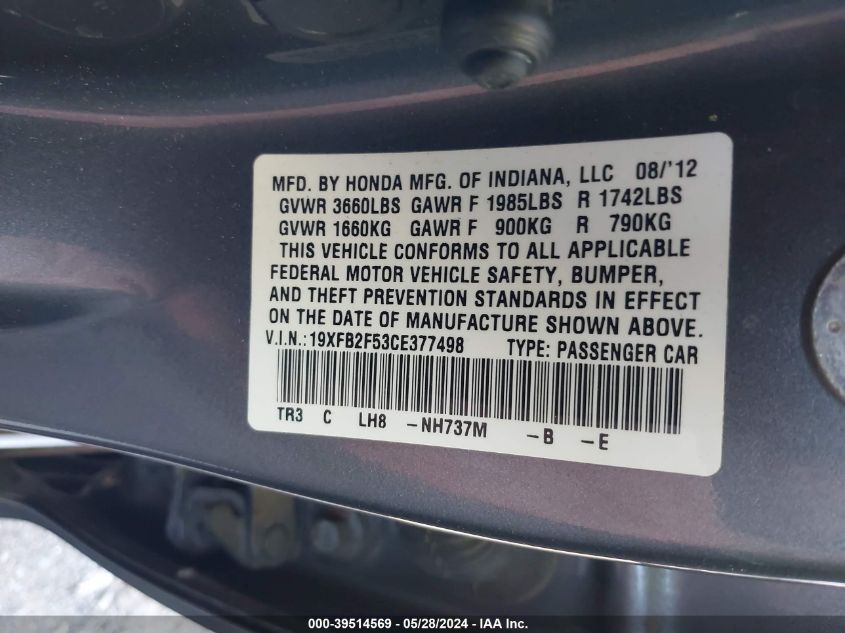 MFD. BY HONDA MFG. OF INDIANA, LLC 08/'12
GVWR 3660LBS GAWR F 1985LBS R 1742LBS
GVWR 1660KG GAWR F 900KG R 790KG
THIS VEHICLE CONFORMS TO ALL APPLICABLE
FEDERAL MOTOR VEHICLE SAFETY, BUMPER,
AND THEFT PREVENTION STANDARDS IN EFFECT
ON THE DATE OF MANUFACTURE SHOWN ABOVE.
V.I.N.:19XFB2F53CE377498 TYPE: PASSENGER CAR
TR3 C LH8 -NH737M -B -E
000-39514569 - 05/28/2024 - IAA Inc.